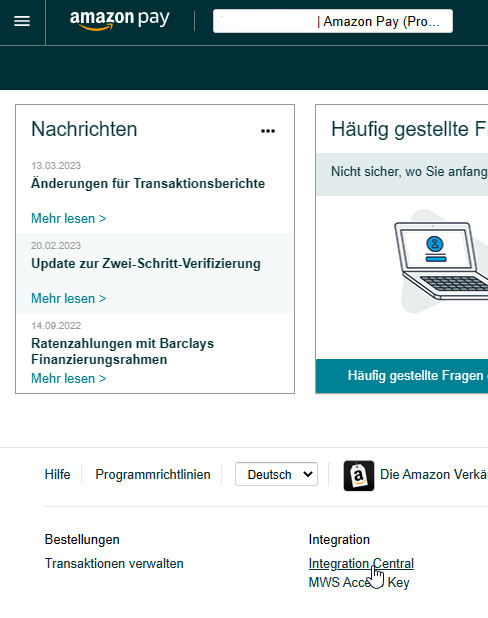 amazon pay
| Amazon Pay (Pro...
Nachrichten
13.03.2023
Änderungen für Transaktionsberichte
Mehr lesen >
20.02.2023
Update zur Zwei-Schritt-Verifizierung
Mehr lesen >
14.09.2022
Ratenzahlungen mit Barclays
Finanzierungsrahmen
Mehr lesen >
Häufig gestellte F
Nicht sicher, wo Sie anfang
Häufig gestellte Fragen
Hilfe
Programmrichtlinien
Deutsch
Die Amazon Verkä
Bestellungen
Transaktionen verwalten
Integration
Integration Central
MWS Access Key